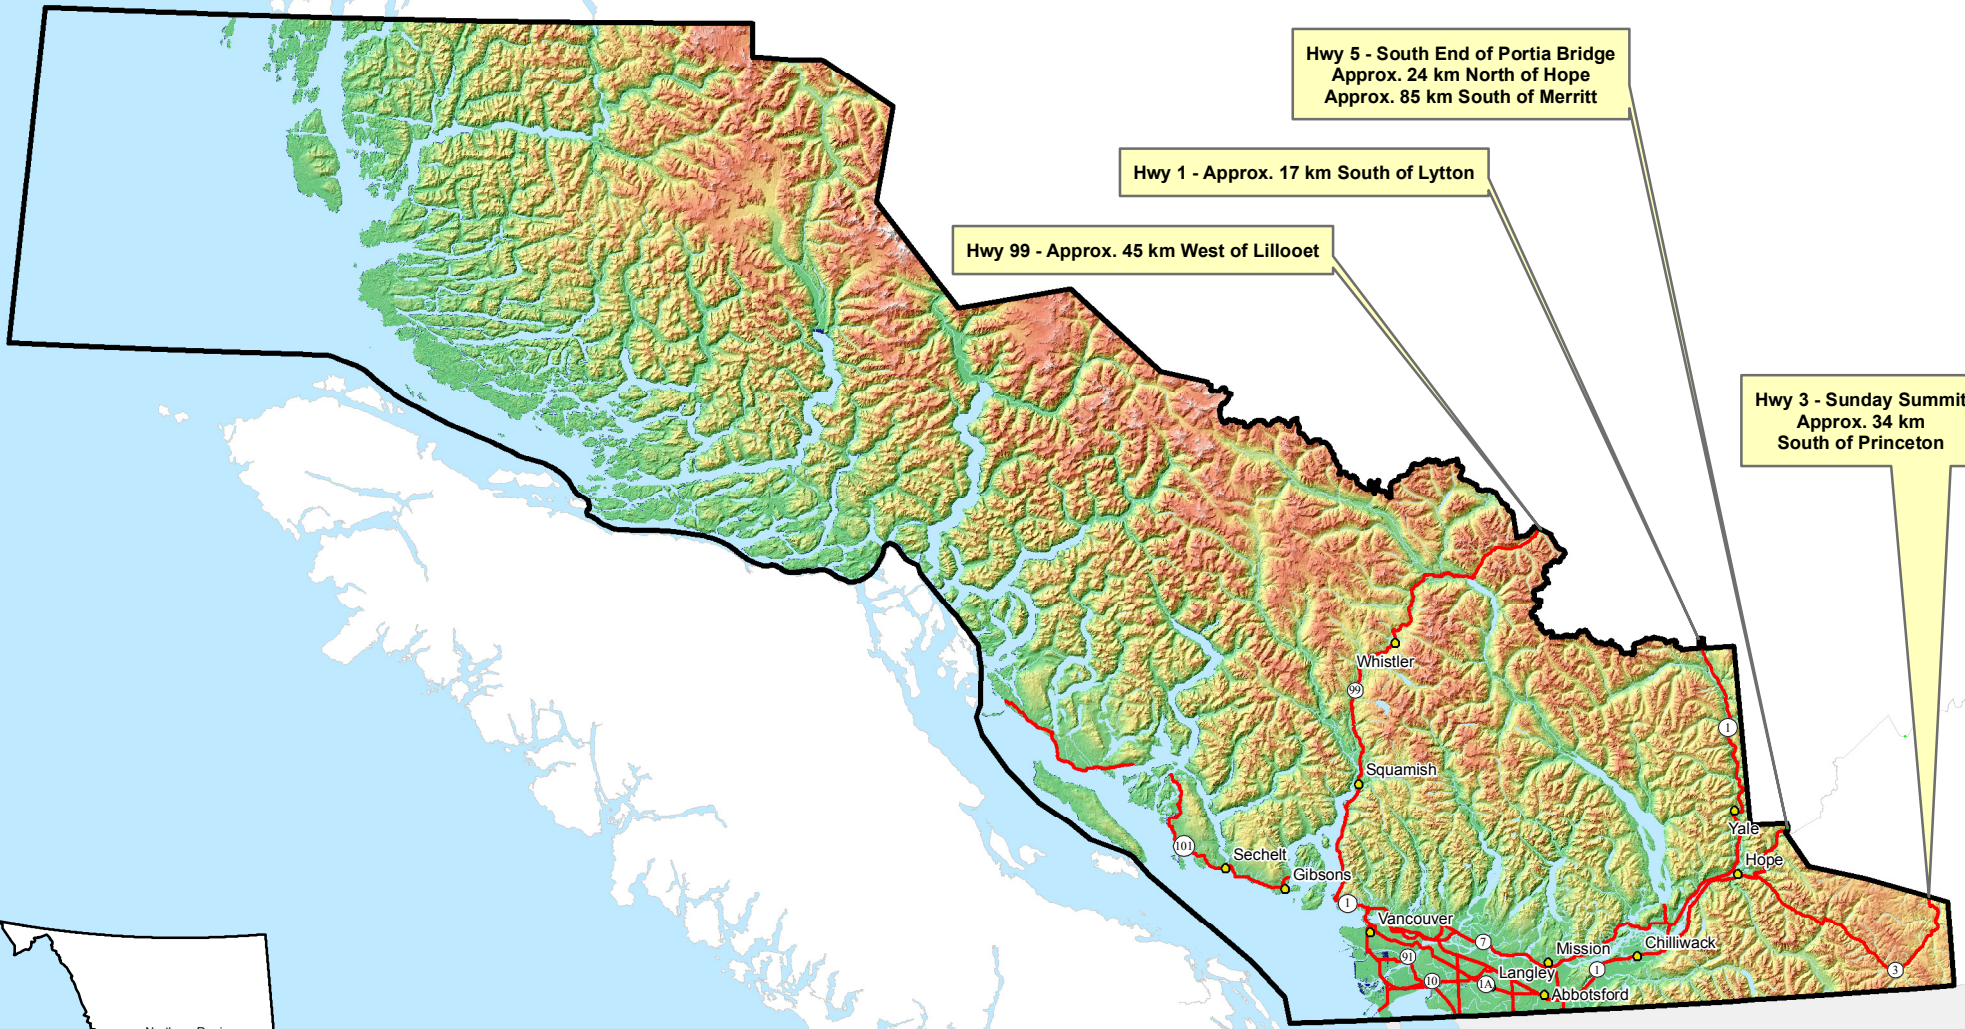 Hwy 5 - South End of Portia Bridge
Approx. 24 km North of Hope
Approx. 85 km South of Merritt
Hwy 1 - Approx. 17 km South of Lytton
Hwy 99 - Approx. 45 km West of Lillooet
Hwy 3 - Sunday Summit
Approx. 34 km
South of Princeton
Whistler
99
1
Squamish
Yale
101
Sechelt
Hope
Gibsons
1
Vancouver
7
Mission
Chilliwack
91
Langley
1
3
10
1A
Abbotsford